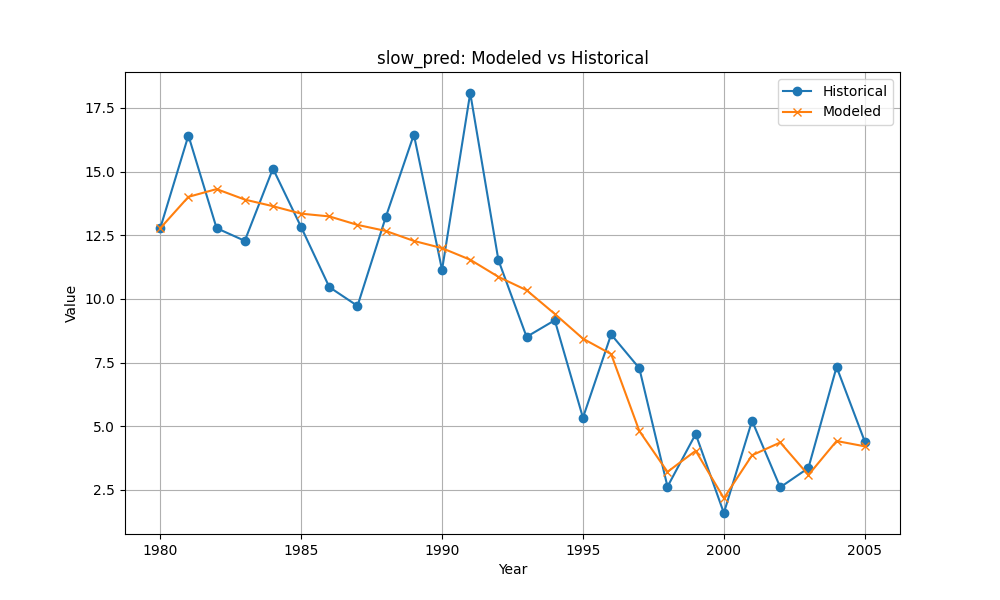 slow_pred: Modeled vs Historical
Historical
Modeled
17.5
15.0
12.5
10.0
7.5
5.0
2.5
Value
1980 1985 1990 1995 2000 2005
Year